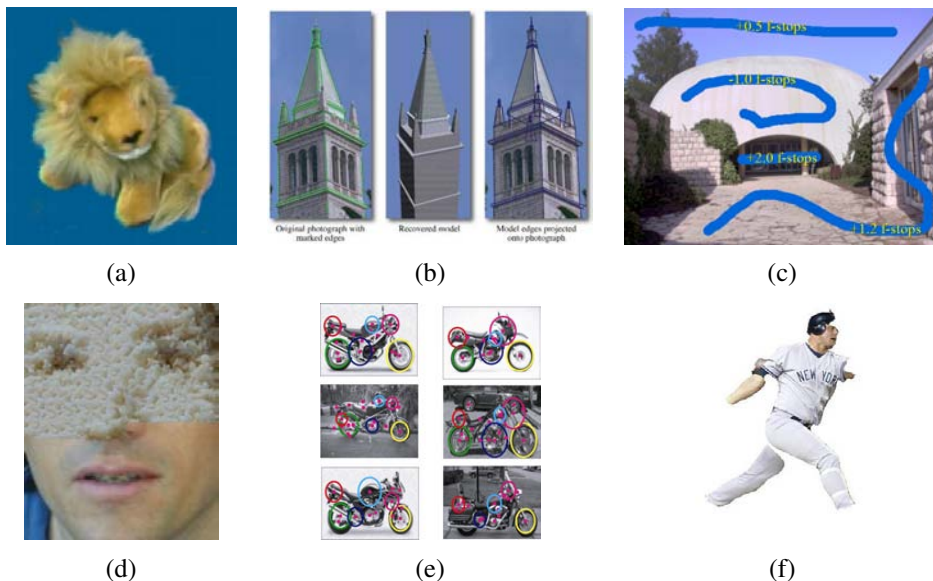 +0.5 f-stops
-1.0 f-stops
+2.0 f-stops
+1.2 f-stops
Original photograph with
marked edges
Recovered model
Model edges projected
onto photograph
(a)
(b)
(c)
NEW YORK
(d)
(e)
(f)